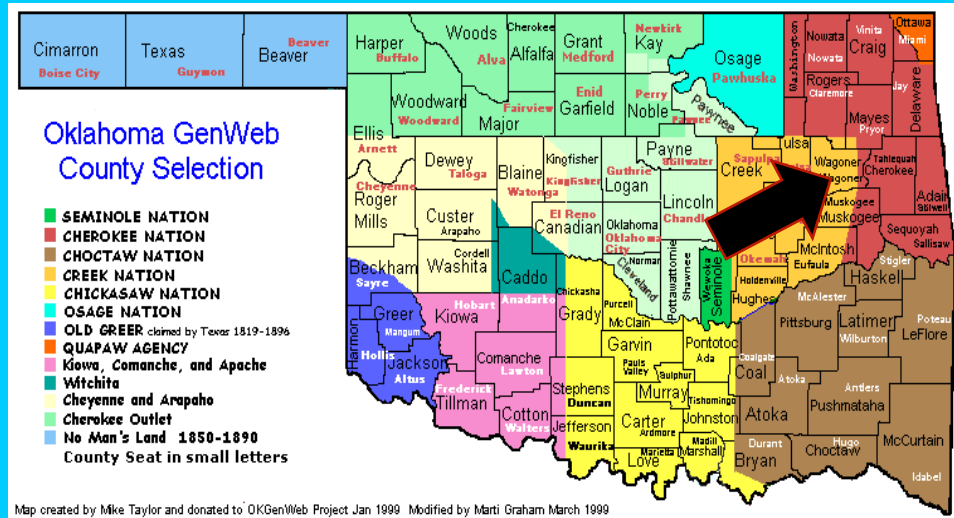 Cimarron
Boise City
Texas
Guymon
Beaver
Beaver
Harper
Buffalo
Woods
Alva
Cherokee
Alfalfa
Grant
Medford
Newkirk
Kay
Osage
Pawhuska
Washington
Nowata
Nowata
Vinita
Craig
Ottawa
Miami
Rogers
Claremore
Jay
Delaware
Mayes
Pryor
Woodward
Woodward
Fairview
Major
Enid
Garfield
Perry
Noble
Pawnee
Pawnee
Ellis
Arnett
Dewey
Taloga
Blaine
Watonga
Kingfisher
Kingfisher
Payne
Stillwater
Guthrie
Logan
Lincoln
Chandl
Creek
Sapulpa
ulsa
Wagoner
Wagoner
Tahlequah
Cherokee
Adair
Stilwell
Cheyenne
Roger
Mills
Custer
Arapaho
El Reno
Canadian
Oklahoma
Oklahoma
City
Muskogee
Muskogee
Sequoyah
Sallisaw
Beckham
Sayre
Cordell
Washita
Caddo
Anadarko
Norman
Cleveland
Pottawattomie
Shawnee
Wewoka
Seminole
Okemah
McIntosh
Eufaula
Holdenville
Hughes
Stigler
Haskell
Greer
Mangum
Harmon
Hollis
Jackson
Altus
Hobart
Kiowa
Chickasha
Grady
Purcell
McClain
Garvin
Pauls
Valley
Pontotoc
Ada
McAlester
Pittsburg
Latimer
Wilburton
Poteau
LeFlore
Comanche
Lawton
Frederick
Tillman
Cotton
Walters
Stephens
Duncan
Jefferson
Waurika
Sulphur
Murray
Carter
Ardmore
Tishomingo
Johnston
Marietta
Love
Madill
Marshall
Coalgate
Coal
Atoka
Atoka
Antlers
Pushmataha
Durant
Bryan
Hugo
Choctaw
McCurtain
Idabel
Oklahoma GenWeb
County Selection
SEMINOLE NATION
CHEROKEE NATION
CHOCTAW NATION
CREEK NATION
CHICKASAW NATION
OSAGE NATION
OLD GREER claimed by Texas 1819-1896
QUAPAW AGENCY
Kiowa, Comanche, and Apache
Witchita
Cheyenne and Arapaho
Cherokee Outlet
No Man's Land 1850-1890
County Seat in small letters
Map created by Mike Taylor and donated to OKGenWeb Project Jan 1999 Modified by Marti Graham March 1999